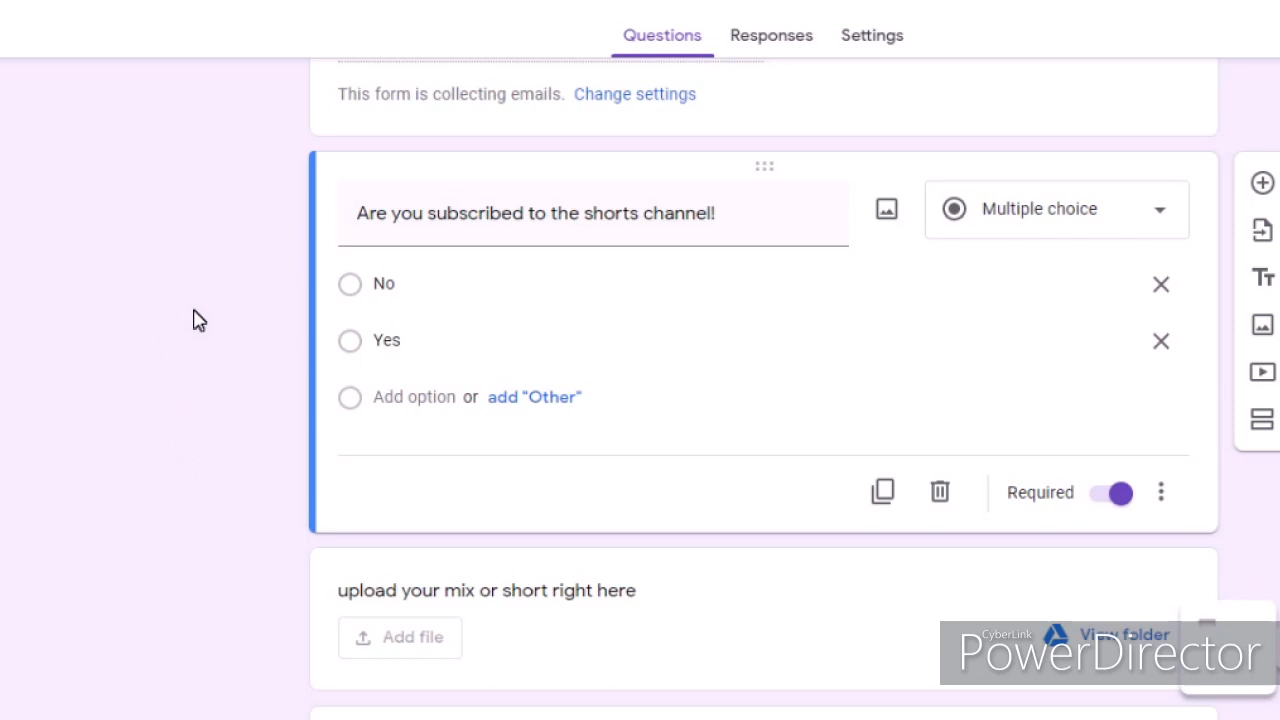 Questions Responses Settings
This form is collecting emails. Change settings
Are you subscribed to the shorts channel!
Multiple choice
No
Yes
Add option or add "Other"
Required
upload your mix or short right here
Add file
View folder
CyberLink
PowerDirector